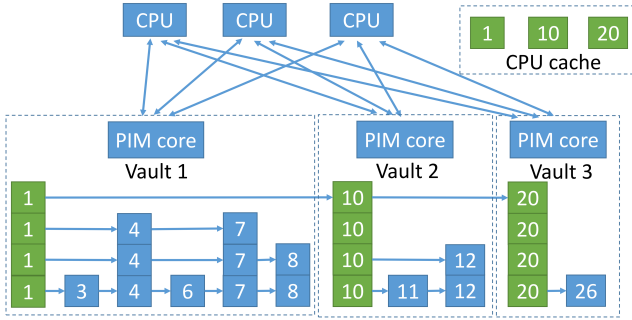 CPU CPU CPU
1 10 20
CPU cache
PIM core PIM core PIM core
Vault 1 Vault 2 Vault 3
1 10 20
1 4 7 10 20
1 4 7 8 10 12 20
1 3 4 6 7 8 10 11 12 20 26